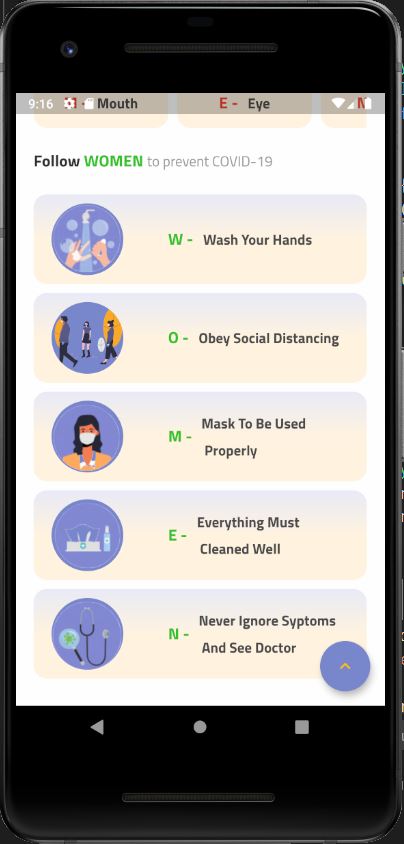 9:16
Mouth
E - Eye
Follow WOMEN to prevent COVID-19
W - Wash Your Hands
O - Obey Social Distancing
M - Mask To Be Used
Properly
E - Everything Must
Cleaned Well
N - Never Ignore Syptoms
And See Doctor